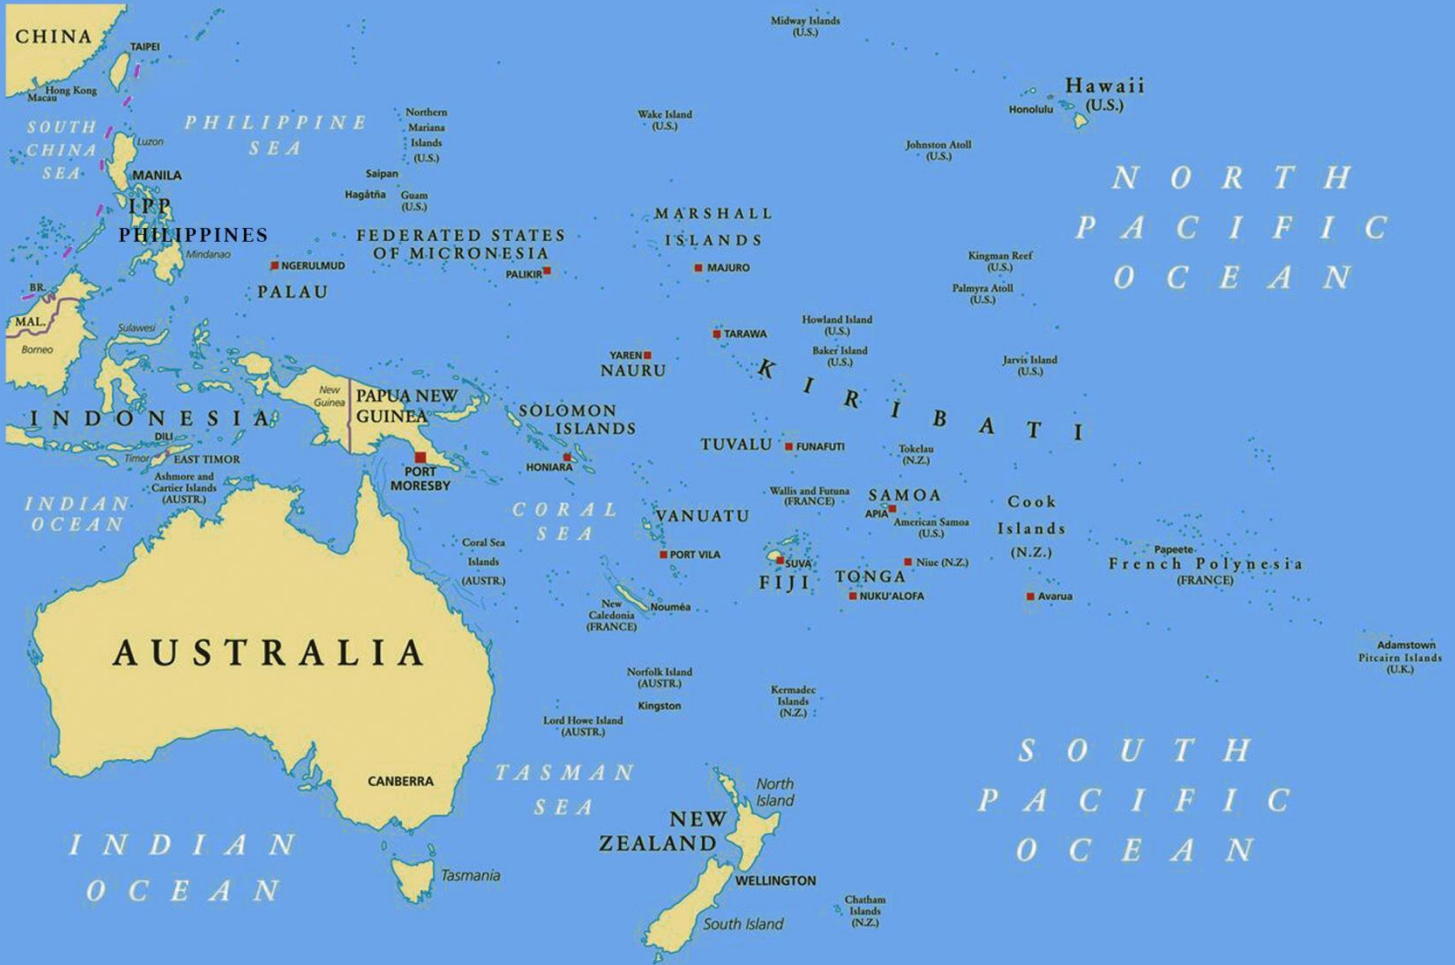 CHINA
TAIPEI
Hong Kong
Macau
SOUTH
CHINA
SEA
PHILIPPINE
SEA
Luzon
MANILA
IPP
PHILIPPINES
Mindanao
Northern
Mariana
Islands
(U.S.)
Saipan
Hagåtña
Guam
(U.S.)
Midway Islands
(U.S.)
Wake Island
(U.S.)
Hawaii
(U.S.)
Honolulu
Johnston Atoll
(U.S.)
NORTH
PACIFIC
OCEAN
MARSHALL
ISLANDS
MAJURO
FEDERATED STATES
OF MICRONESIA
PALIKIR
NGERULMUD
PALAU
Kingman Reef
(U.S.)
Palmyra Atoll
(U.S.)
BR.
MAL.
Borneo
Sulawesi
Howland Island
(U.S.)
Baker Island
(U.S.)
Jarvis Island
(U.S.)
TARAWA
KIRIBATI
YAREN
NAURU
INDONESIA
New
Guinea
PAPUA NEW
GUINEA
PORT
MORESBY
SOLOMON
ISLANDS
HONIARA
TUVALU
FUNAFUTI
Tokelau
(N.Z.)
DILI
Timor
EAST TIMOR
Ashmore and
Cartier Islands
(AUSTR.)
INDIAN
OCEAN
CORAL
SEA
Coral Sea
Islands
(AUSTR.)
VANUATU
PORT VILA
Wallis and Futuna
(FRANCE)
SAMOA
APIA
American Samoa
(U.S.)
Cook
Islands
(N.Z.)
SUVA
FIJI
TONGA
NUKU'ALOFA
Niue (N.Z.)
Avarua
Papeete
French Polynesia
(FRANCE)
New
Caledonia
(FRANCE)
Nouméa
AUSTRALIA
Adamstown
Pitcairn Islands
(U.K.)
Norfolk Island
(AUSTR.)
Kingston
Kermadec
Islands
(N.Z.)
Lord Howe Island
(AUSTR.)
CANBERRA
TASMAN
SEA
North
Island
NEW
ZEALAND
SOUTH
PACIFIC
OCEAN
INDIAN
OCEAN
Tasmania
WELLINGTON
South Island
Chatham
Islands
(N.Z.)